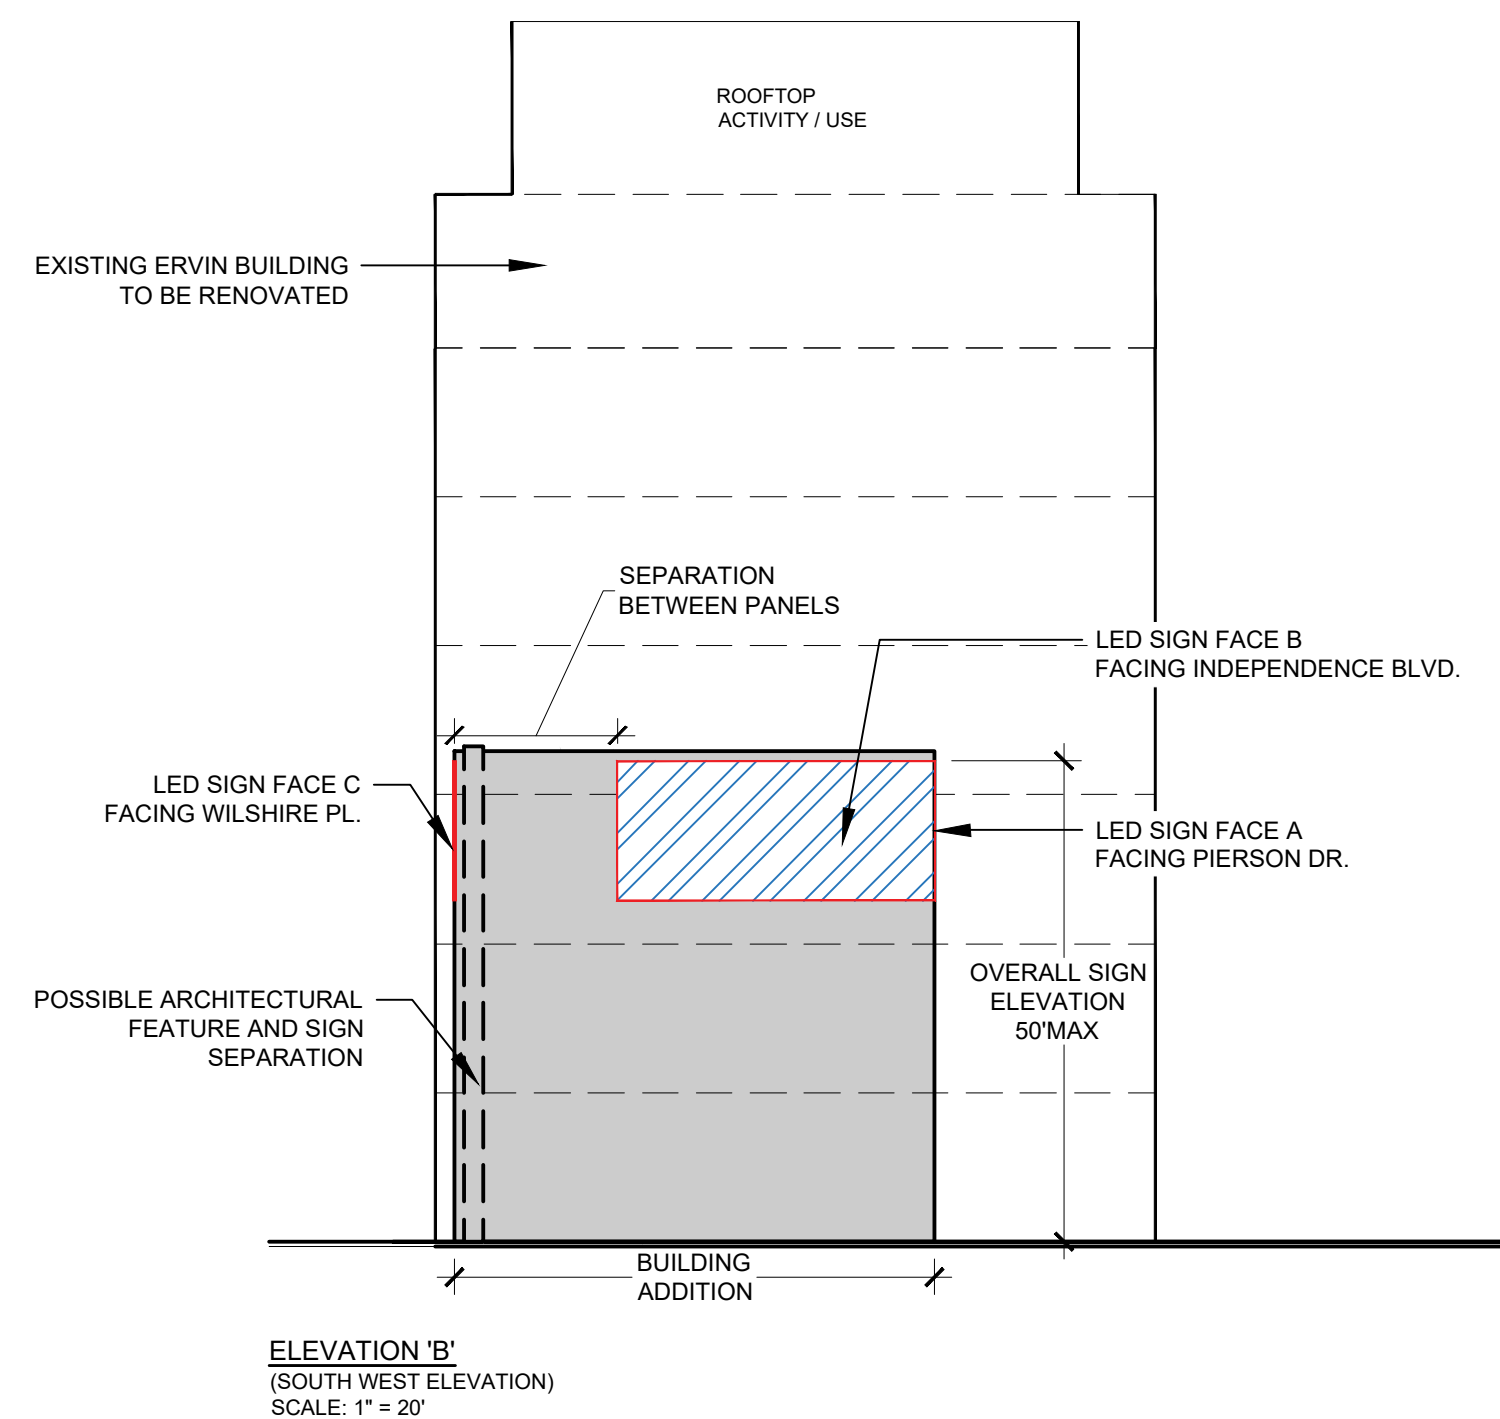 ROOFTOP
ACTIVITY / USE
EXISTING ERVIN BUILDING
TO BE RENOVATED
SEPARATION
BETWEEN PANELS
LED SIGN FACE B
FACING INDEPENDENCE BLVD.
LED SIGN FACE C
FACING WILSHIRE PL.
LED SIGN FACE A
FACING PIERSON DR.
POSSIBLE ARCHITECTURAL
FEATURE AND SIGN
SEPARATION
OVERALL SIGN
ELEVATION
50'MAX
BUILDING
ADDITION
ELEVATION 'B'
(SOUTH WEST ELEVATION)
SCALE: 1" = 20'